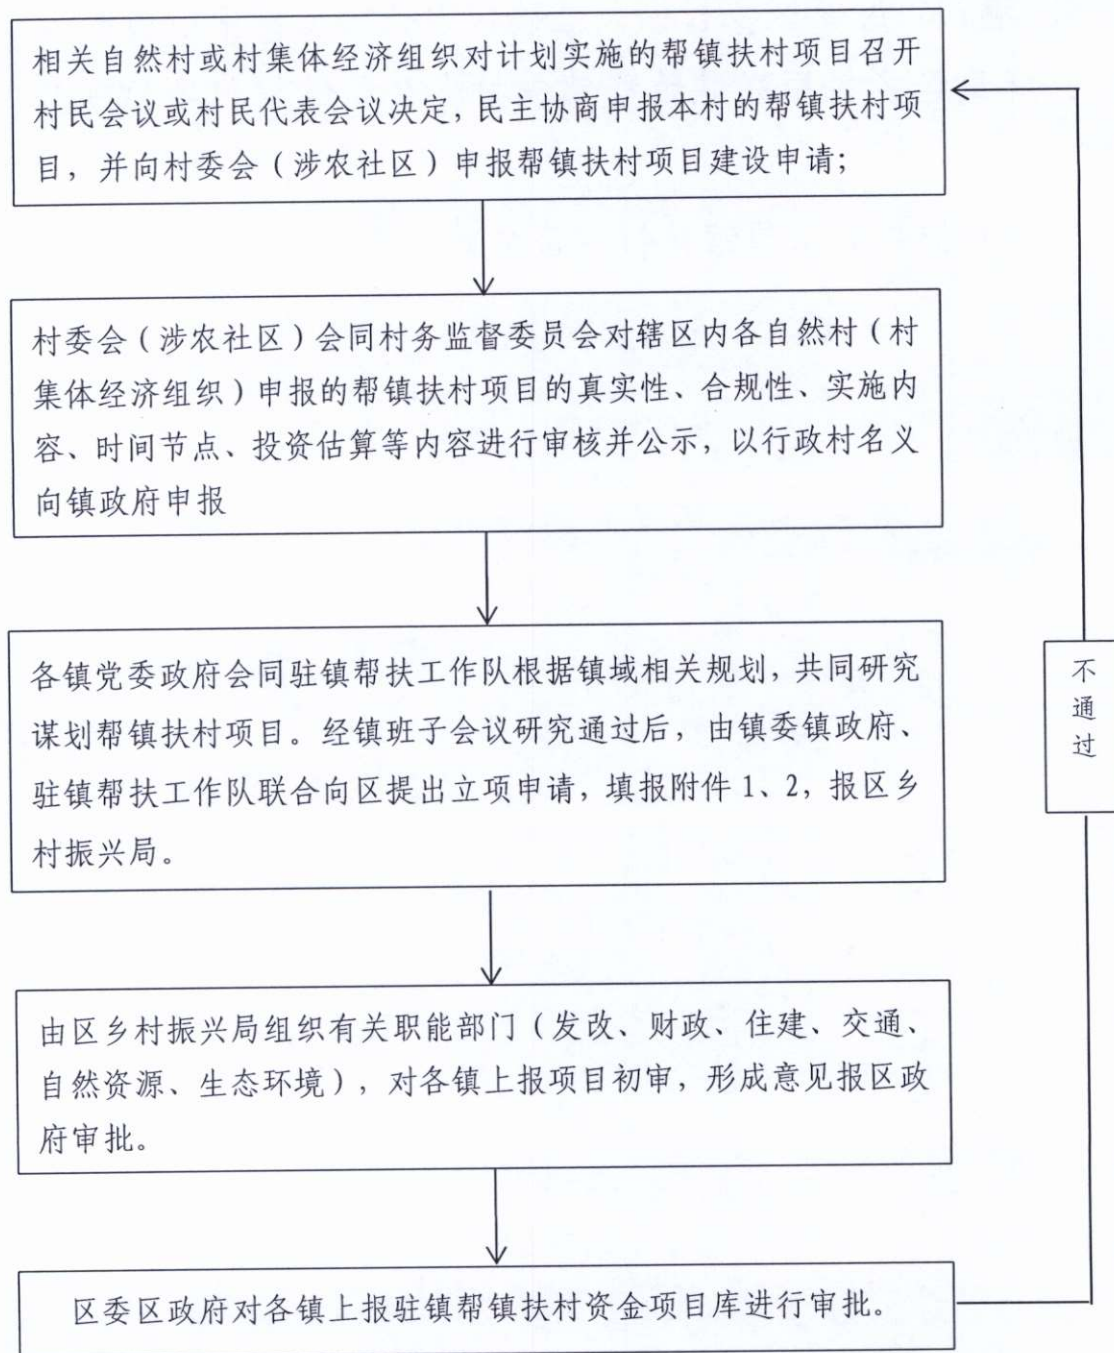 相关自然村或村集体经济组织对计划实施的帮镇扶村项目召开
村民会议或村民代表会议决定，民主协商申报本村的帮镇扶村项
目，并向村委会（涉农社区）申报帮镇扶村项目建设申请；
村委会（涉农社区）会同村务监督委员会对辖区内各自然村（村
集体经济组织）申报的帮镇扶村项目的真实性、合规性、实施内
容、时间节点、投资估算等内容进行审核并公示，以行政村名义
向镇政府申报
各镇党委政府会同驻镇帮扶工作队根据镇域相关规划，共同研究
谋划帮镇扶村项目。经镇班子会议研究通过后，由镇委镇政府、
驻镇帮扶工作队联合向区提出立项申请，填报附件1、2，报区乡
村振兴局。
由区乡村振兴局组织有关职能部门（发改、财政、住建、交通、
自然资源、生态环境），对各镇上报项目初审，形成意见报区政
府审批。
区委区政府对各镇上报驻镇帮镇扶村资金项目库进行审批。
不
通
过